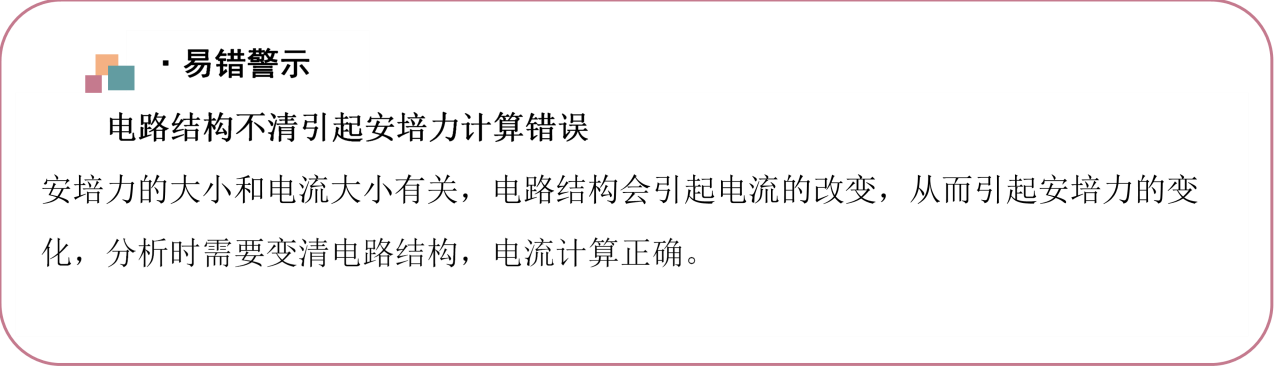 ·易错警示
电路结构不清引起安培力计算错误
安培力的大小和电流大小有关，电路结构会引起电流的改变，从而引起安培力的变
化，分析时需要变清电路结构，电流计算正确。